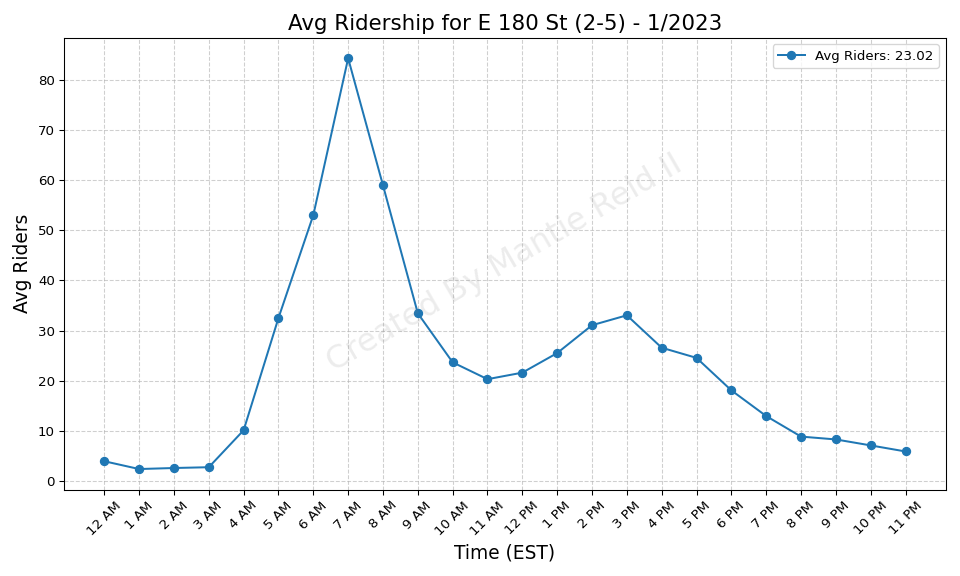 Avg Ridership for E 180 St (2-5) - 1/2023
Avg Riders: 23.02
Avg Riders
80
70
60
50
40
30
20
10
0
Created By Mantie Reid II
12 AM
1 AM
2 AM
3 AM
4 AM
5 AM
6 AM
7 AM
8 AM
9 AM
10 AM
11 AM
12 PM
1 PM
2 PM
3 PM
4 PM
5 PM
6 PM
7 PM
8 PM
9 PM
10 PM
11 PM
Time (EST)